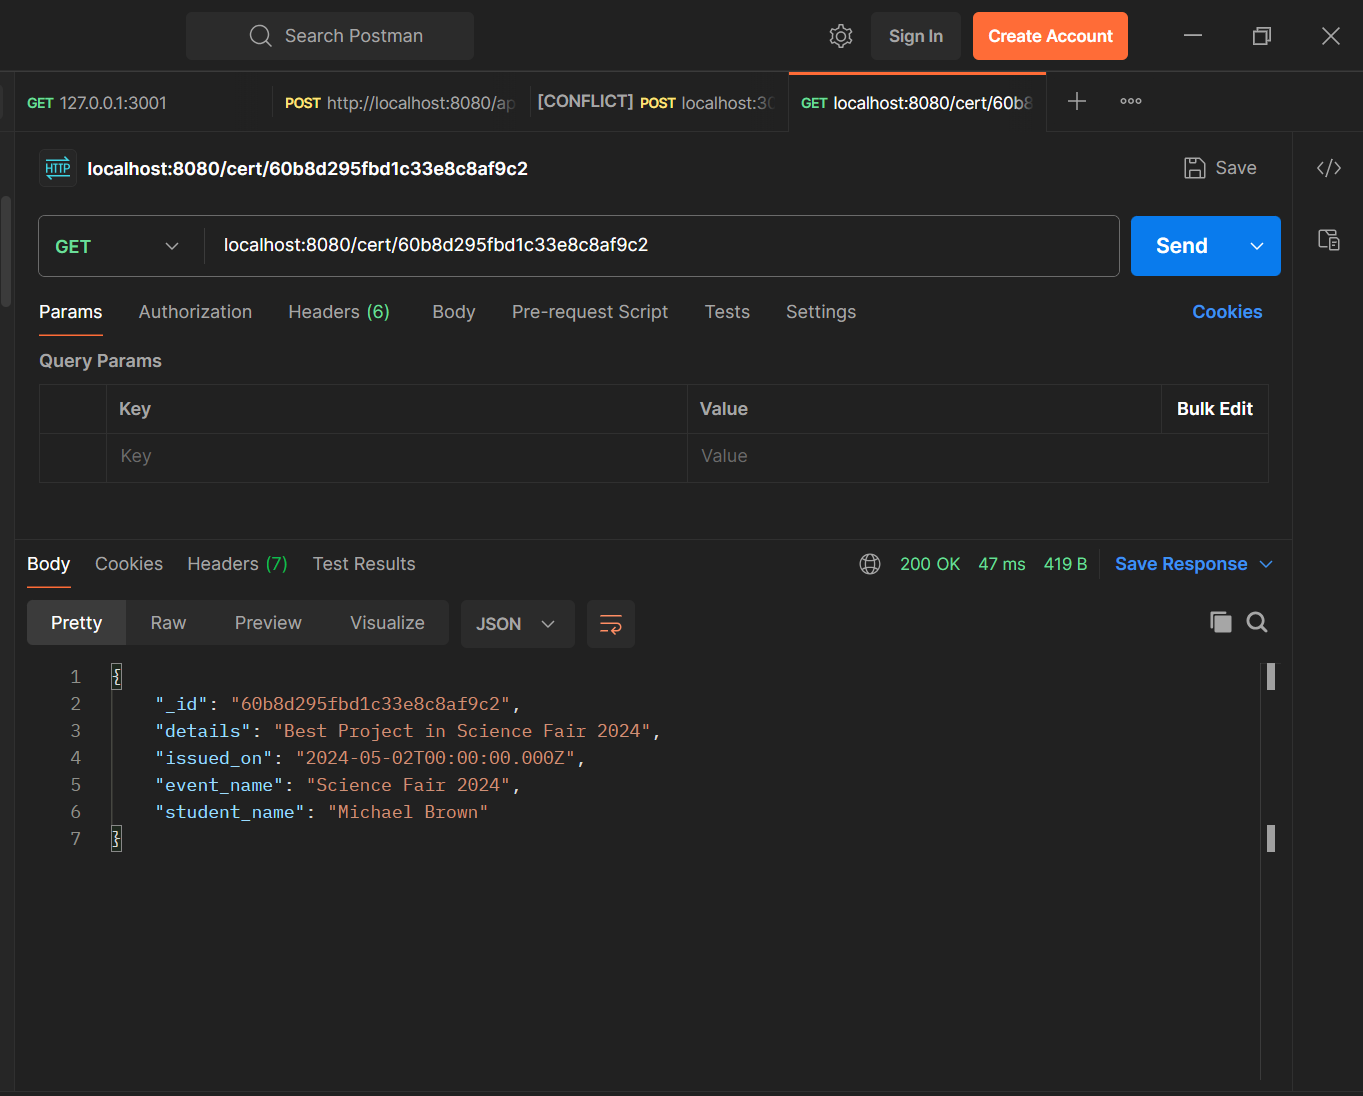 Search Postman
Sign In
Create Account
GET 127.0.0.1:3001
POST http://localhost:8080/ap
[CONFLICT] POST localhost:30
GET localhost:8080/cert/60b8
HTTP localhost:8080/cert/60b8d295fbd1c33e8c8af9c2
Save
GET
localhost:8080/cert/60b8d295fbd1c33e8c8af9c2
Send
Params Authorization Headers (6) Body Pre-request Script Tests Settings Cookies
Query Params
Key Value Bulk Edit
Key Value
Body Cookies Headers (7) Test Results 200 OK 47 ms 419 B Save Response
Pretty Raw Preview Visualize JSON
1 {
2 "_id": "60b8d295fbd1c33e8c8af9c2",
3 "details": "Best Project in Science Fair 2024",
4 "issued_on": "2024-05-02T00:00:00.000Z",
5 "event_name": "Science Fair 2024",
6 "student_name": "Michael Brown"
7 }